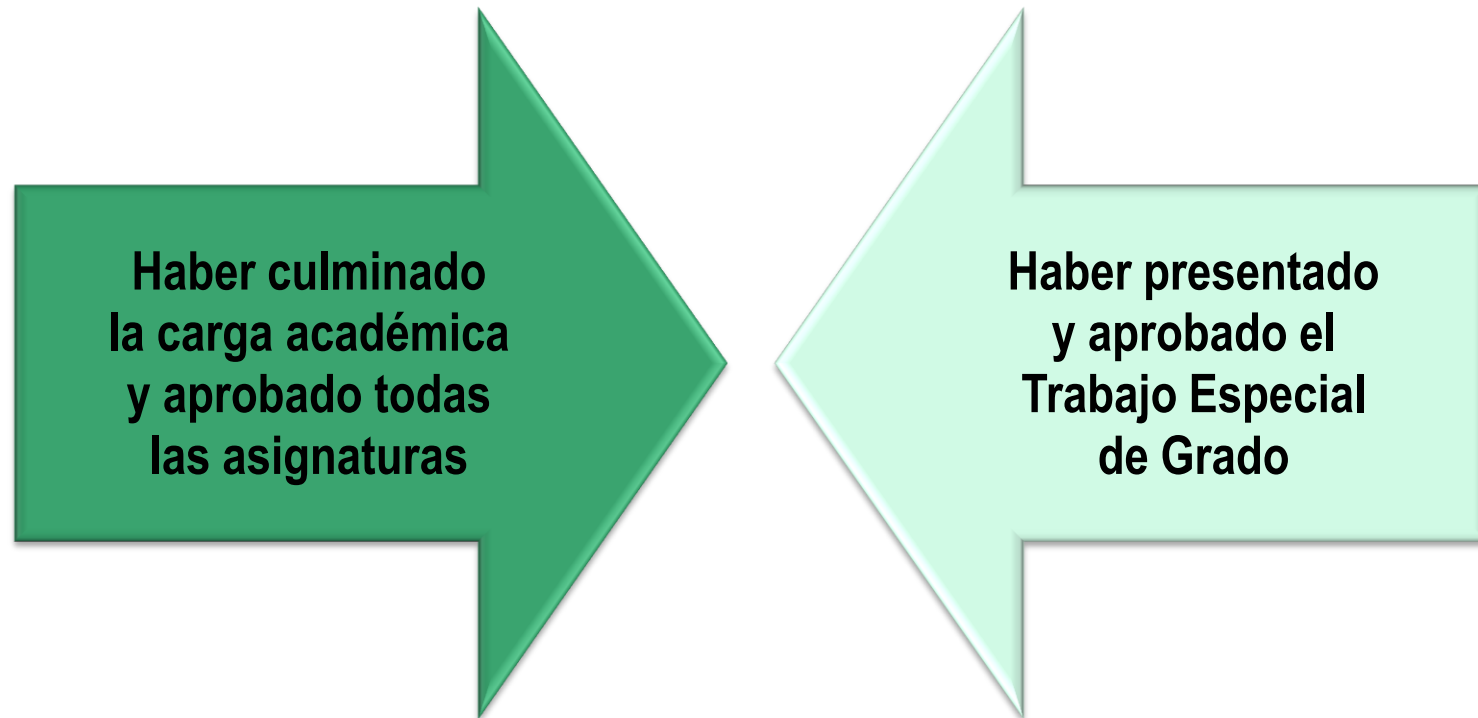 Haber culminado
la carga académica
y aprobado todas
las asignaturas
Haber presentado
y aprobado el
Trabajo Especial
de Grado